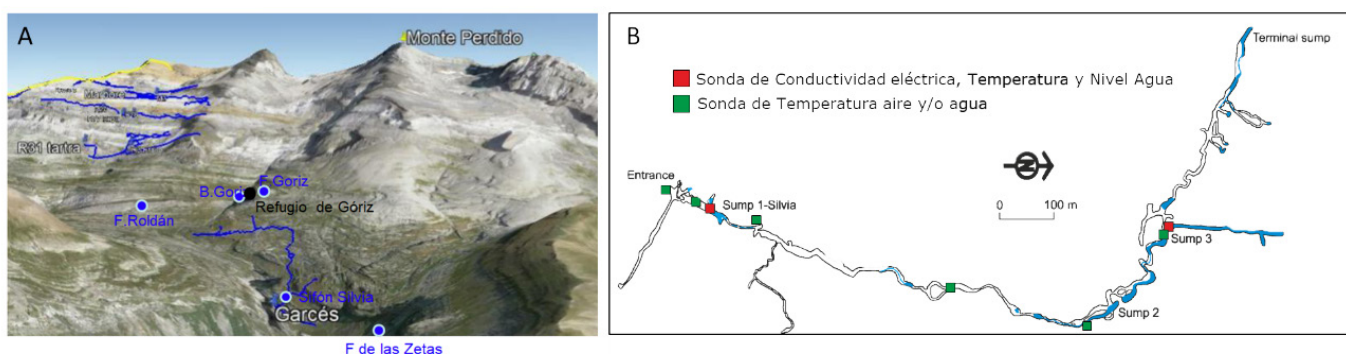 A
Monte Perdido
R31 tartra
B.Goriz
F.Goriz
Refugio de Góriz
F.Roldán
Sifón Silvia
Garcés
F de las Zetas
B
Sonda de Conductividad eléctrica, Temperatura y Nivel Agua
Sonda de Temperatura aire y/o agua
Terminal sump
N
0 100 m
Entrance
Sump 1-Silvia
Sump 3
Sump 2